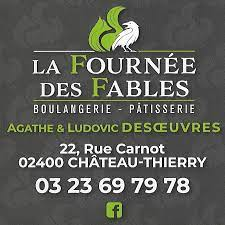 LA FOURNÉE
DES FABLES
BOULANGERIE - PÂTISSERIE
AGATHE & LUDOVIC DESŒUVRES
22, Rue Carnot
02400 CHÂTEAU-THIERRY
03 23 69 79 78
f